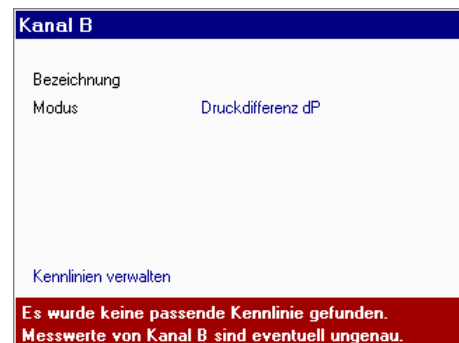 Kanal B
Bezeichnung
Modus Druckdifferenz dP
Kennlinien verwalten
Es wurde keine passende Kennlinie gefunden.
Messwerte von Kanal B sind eventuell ungenau.